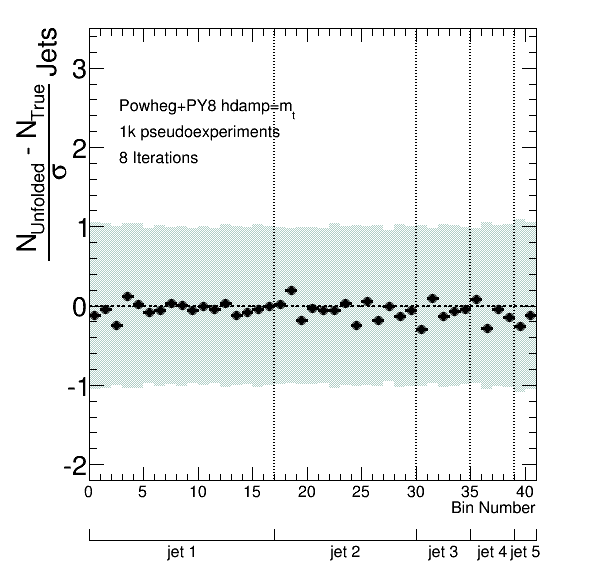 N_Unfolded - N_True Jets
σ
3
2
1
0
-1
-2
Powheg+PY8 hdamp=m_t
1k pseudoexperiments
8 Iterations
0 5 10 15 20 25 30 35 40
Bin Number
jet 1 jet 2 jet 3 jet 4 jet 5